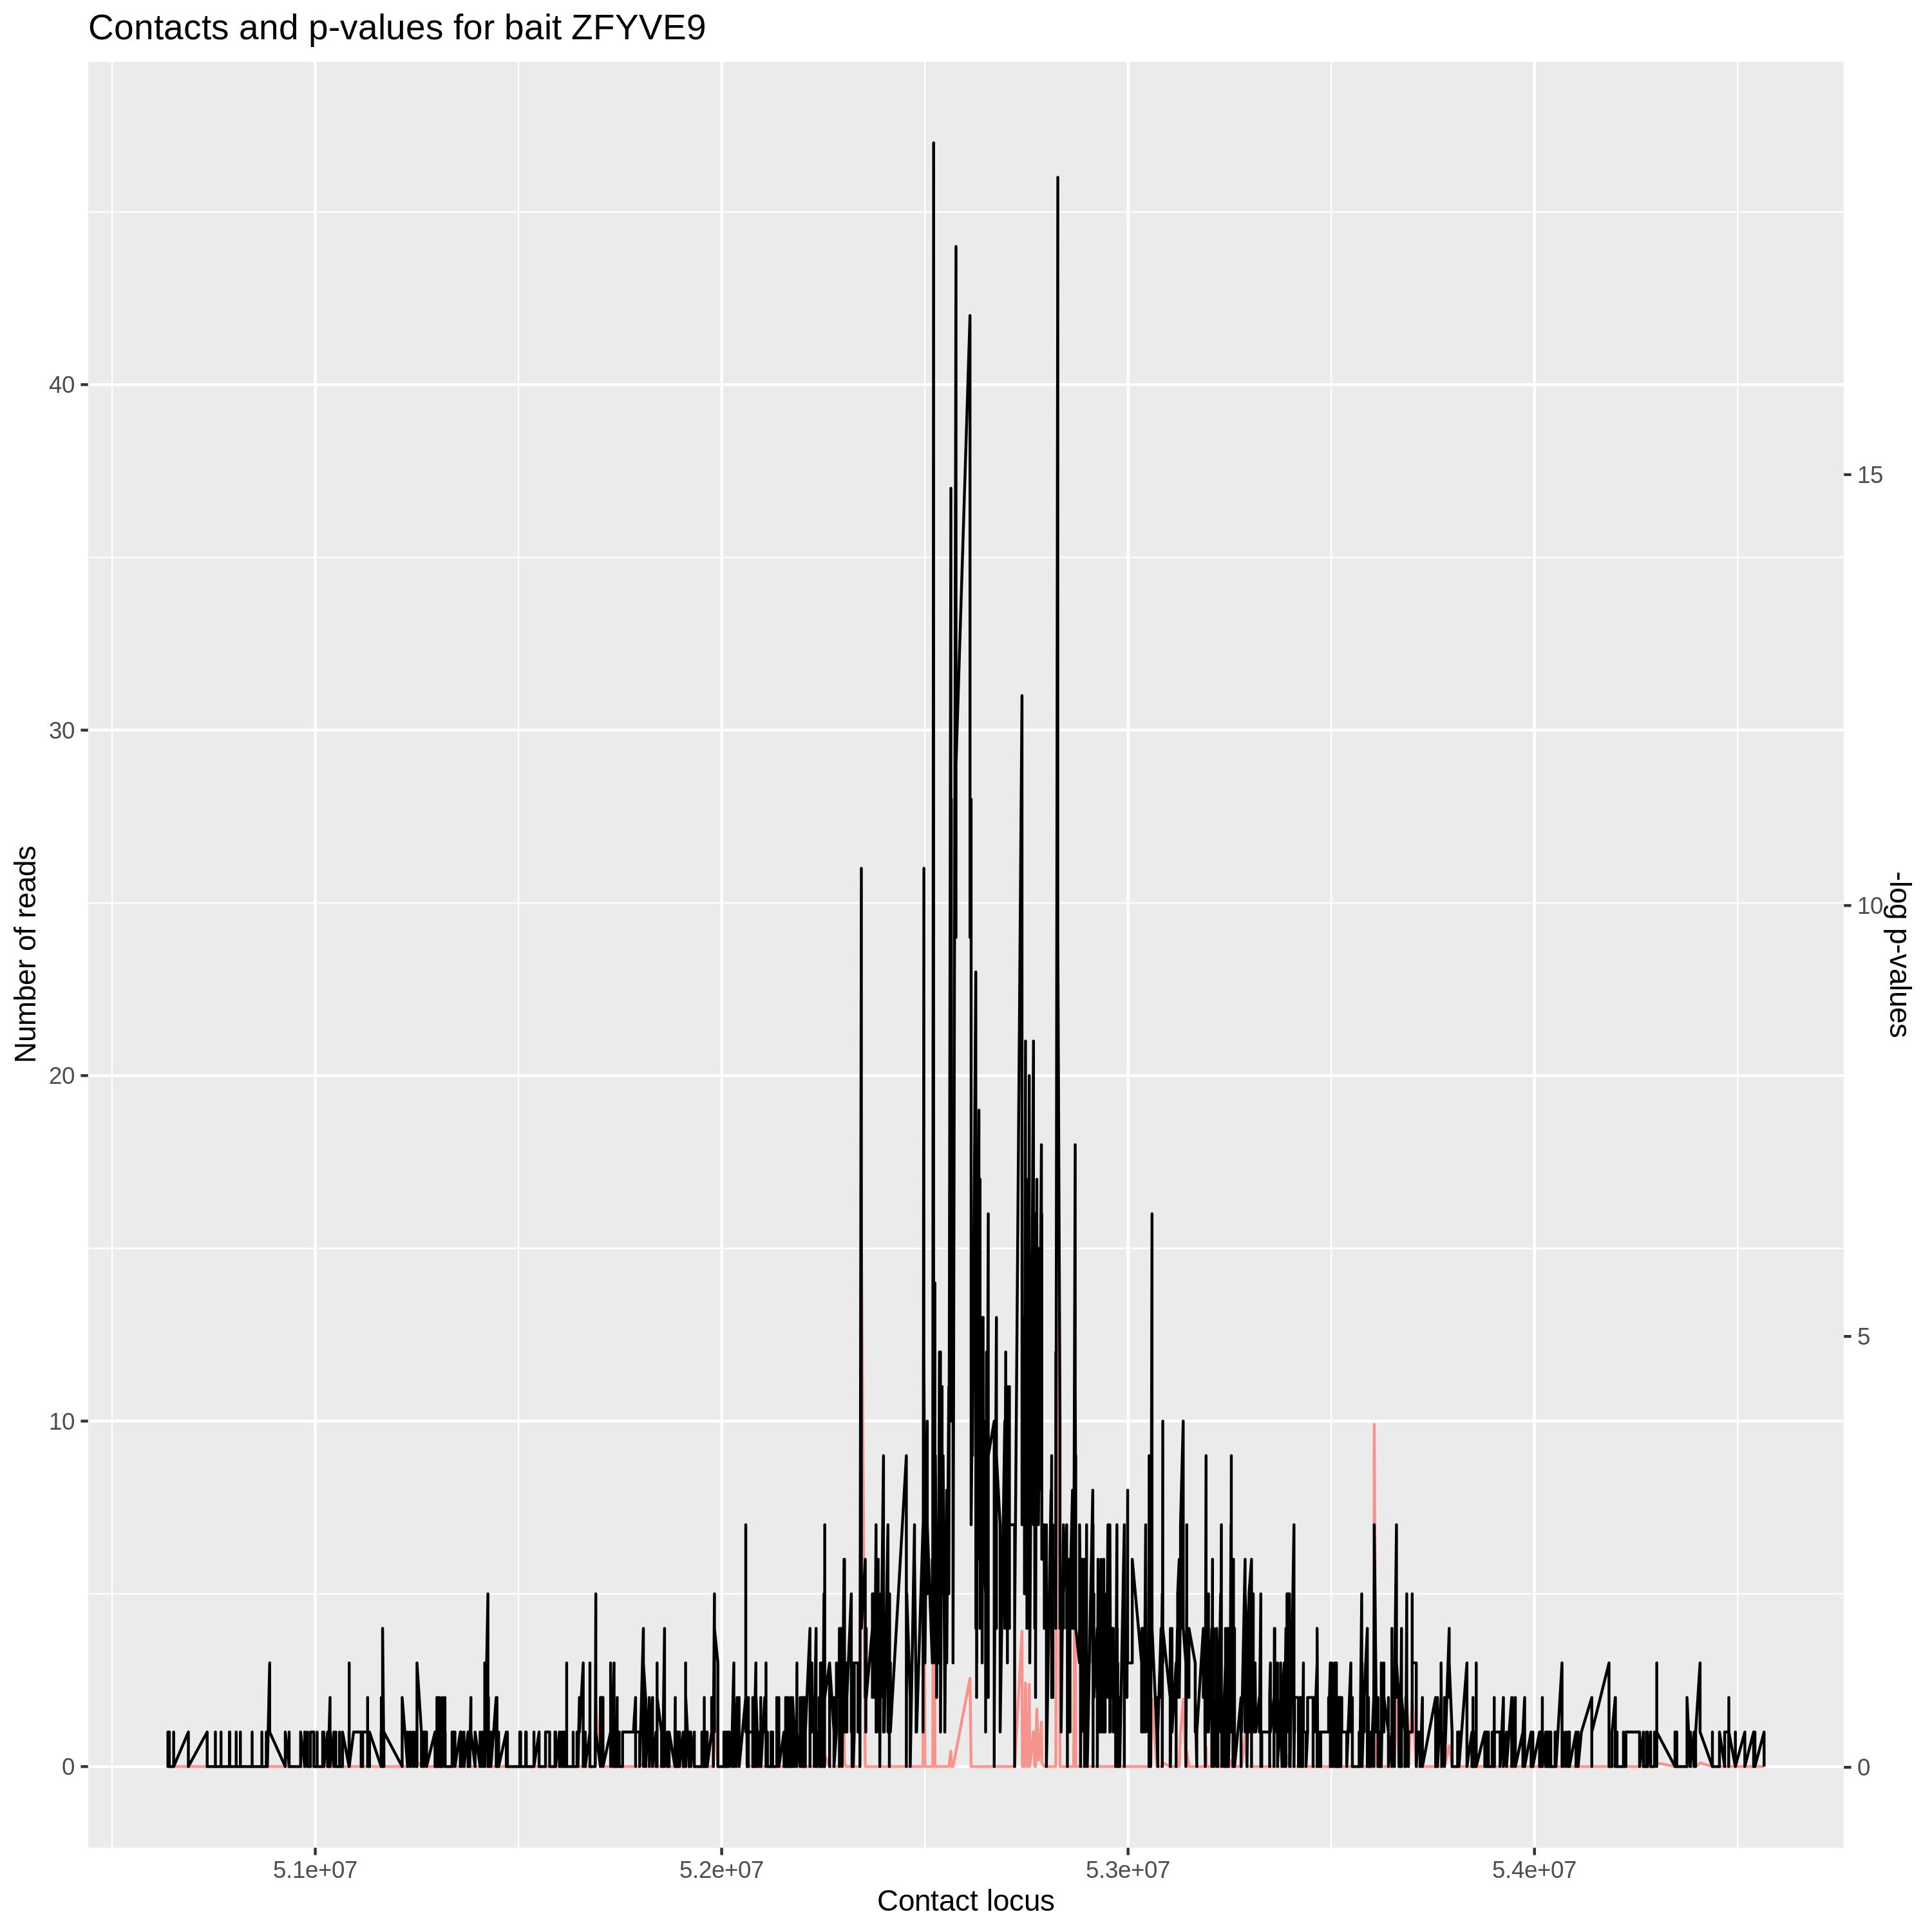 Contacts and p-values for bait ZFYVE9
Number of reads
40
30
20
10
0
15
10
5
0
-log p-values
5.1e+07
5.2e+07
5.3e+07
5.4e+07
Contact locus